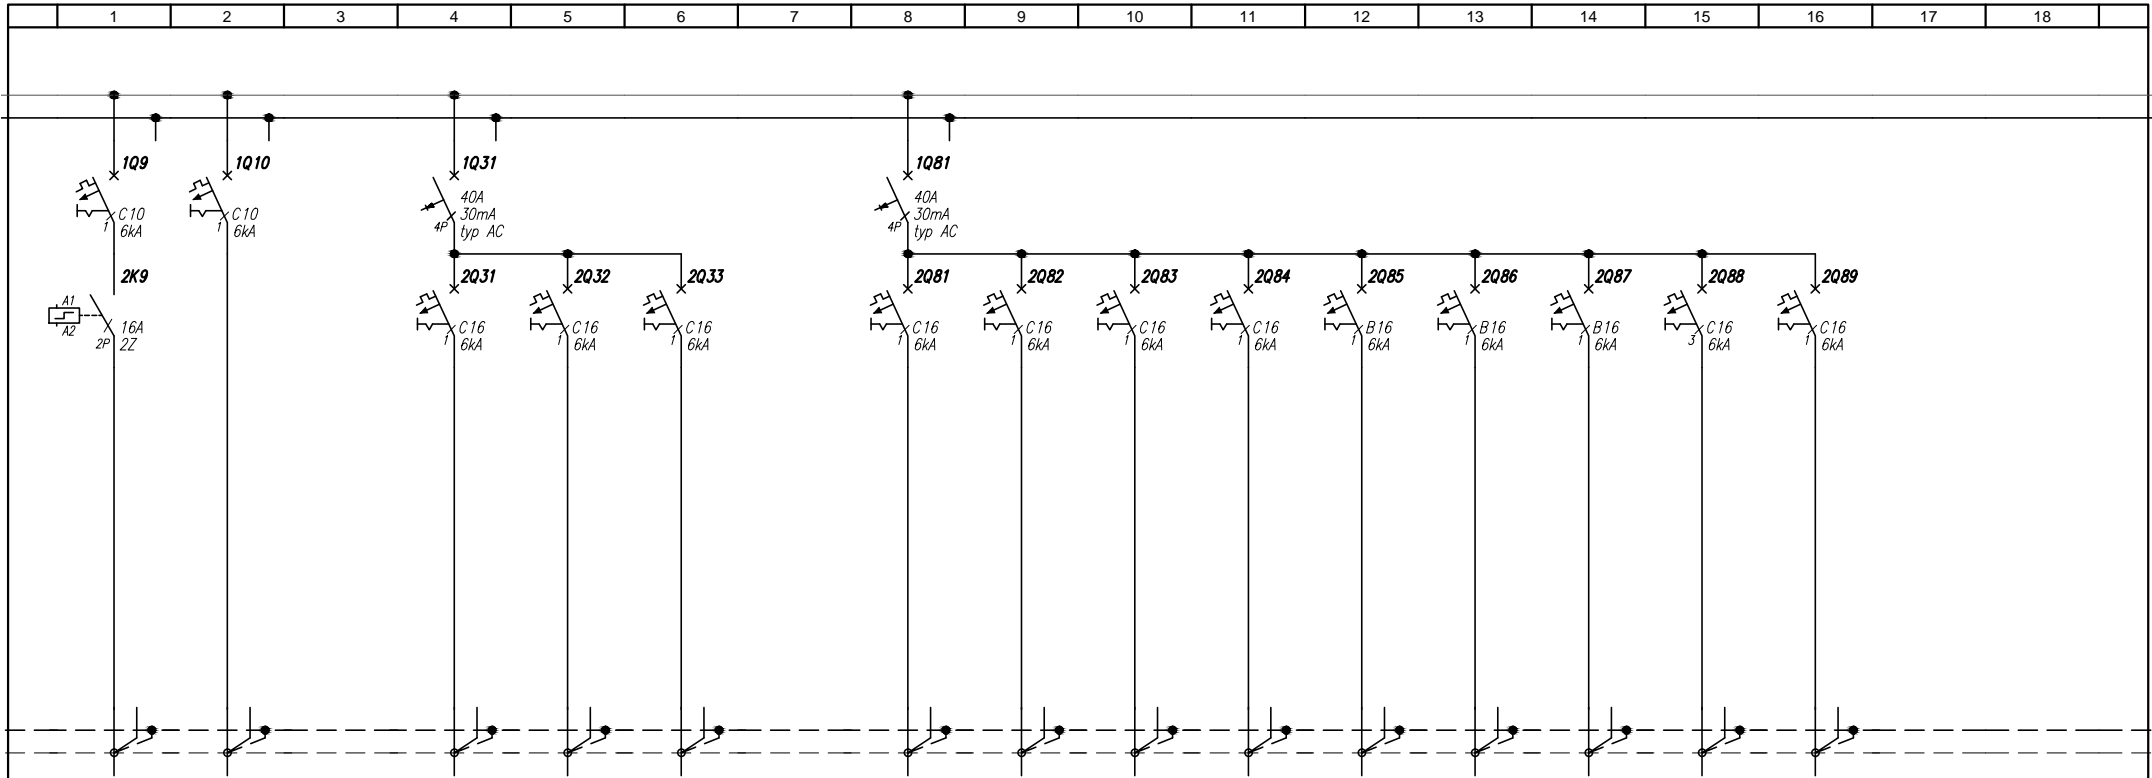 1 2 3 4 5 6 7 8 9 10 11 12 13 14 15 16 17 18
1Q9 1Q10 1Q31 1Q81
40A 40A
30mA 30mA
C10 C10
1 6kA 1 6kA 4P typ AC 4P typ AC
2K9 2Q31 2Q32 2Q33 2Q81 2Q82 2Q83 2Q84 2Q85 2Q86 2Q87 2Q88 2Q89
A1
16A C16 C16 C16 C16 C16 C16 C16 B16 B16 B16 C16 C16
A2
2P 2Z 1 6kA 1 6kA 1 6kA 1 6kA 1 6kA 1 6kA 1 6kA 1 6kA 1 6kA 1 6kA 3 6kA 1 6kA